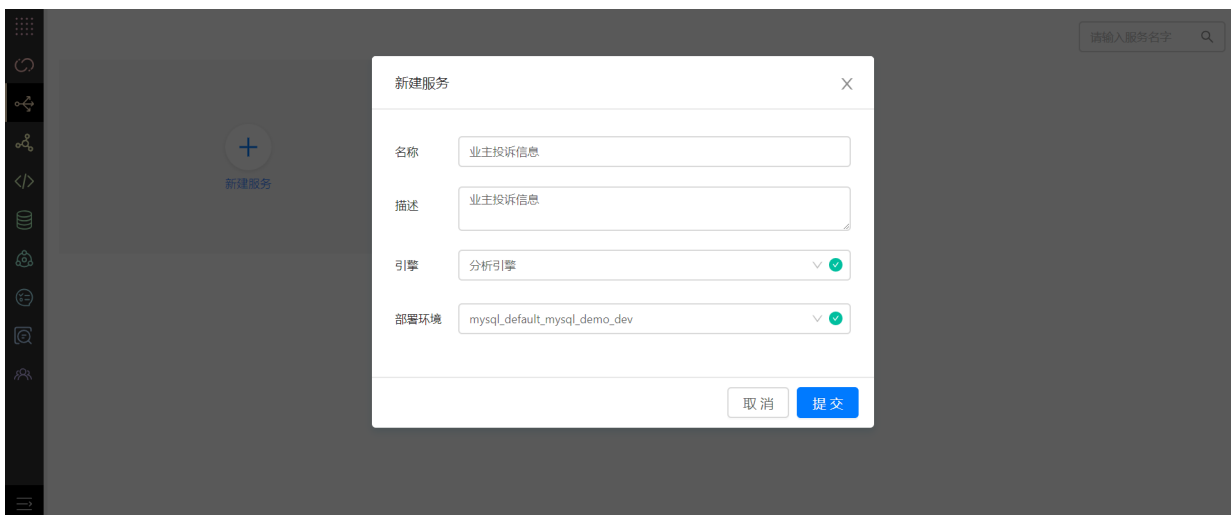 请输入服务名字
新建服务
新建服务
名称
业主投诉信息
描述
业主投诉信息
引擎
分析引擎
部署环境
mysql_default_mysql_demo_dev
取 消
提 交